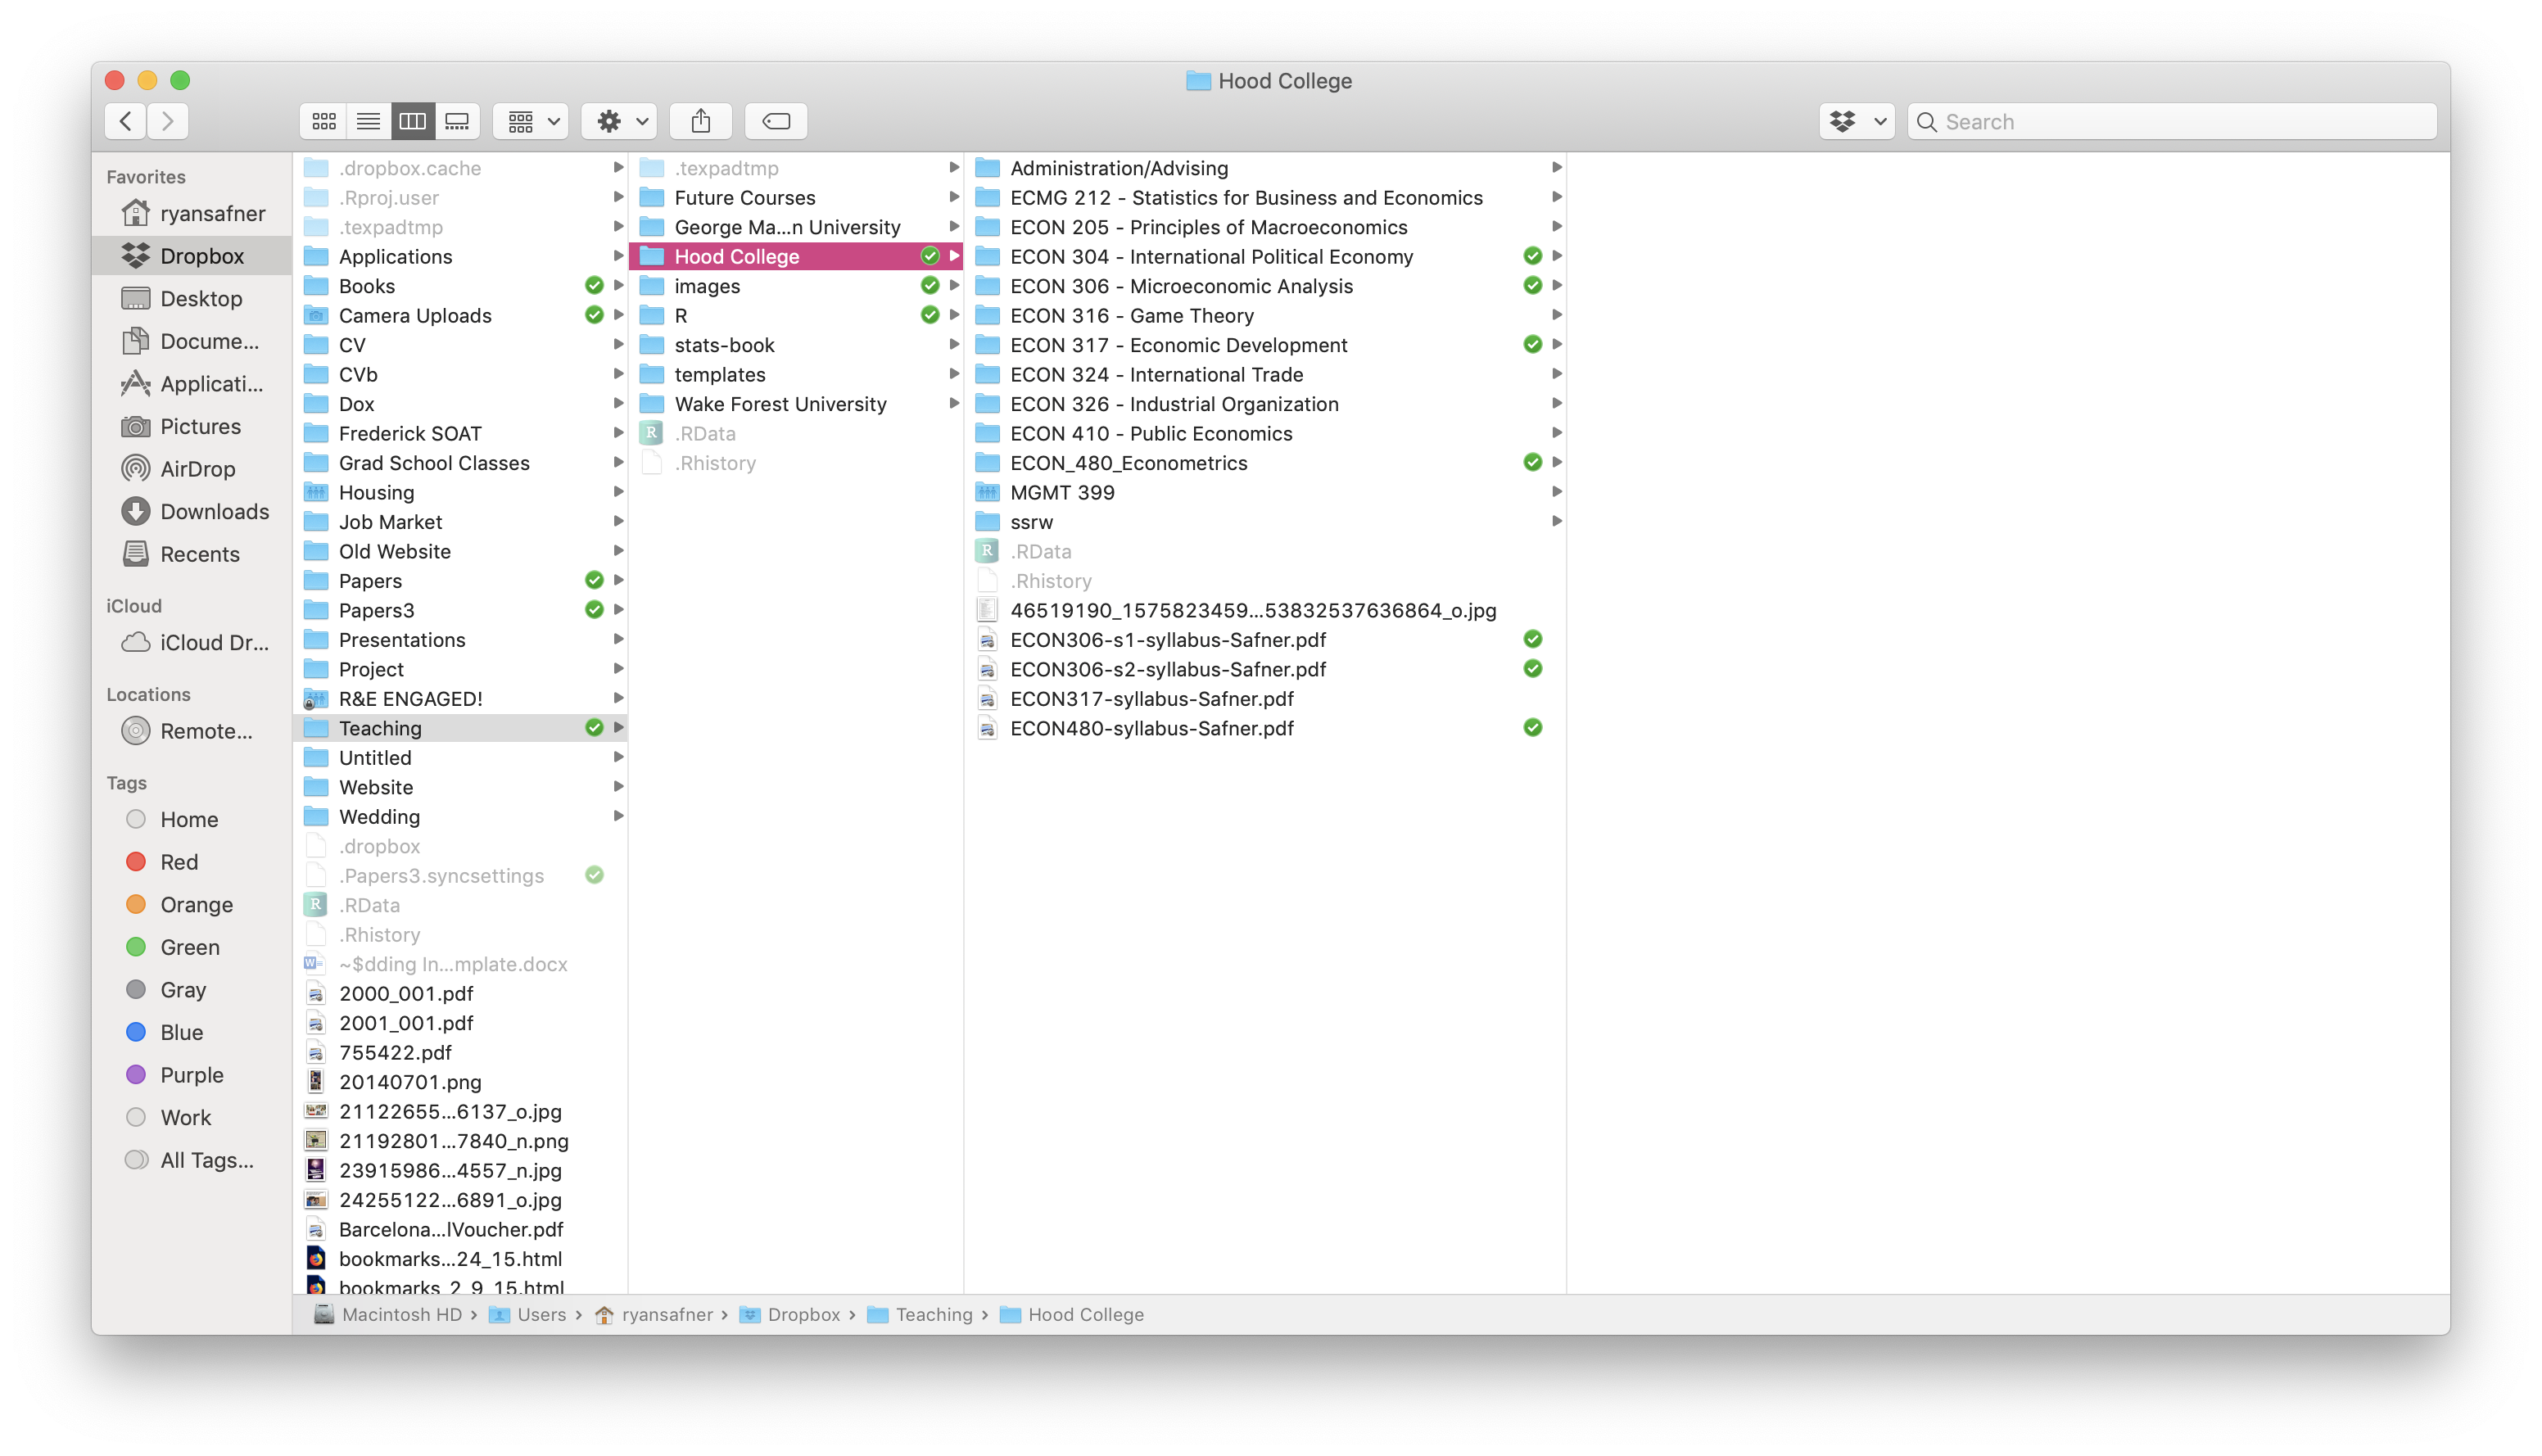 Hood College
Search
Favorites
ryansafner
Dropbox
Desktop
Docume...
Applicati...
Pictures
AirDrop
Downloads
Recents
iCloud
iCloud Dr...
Locations
Remote...
Tags
Home
Red
Orange
Green
Gray
Blue
Purple
Work
All Tags...
.dropbox.cache
.Rproj.user
.texpadtmp
Applications
Books
Camera Uploads
CV
CVb
Dox
Frederick SOAT
Grad School Classes
Housing
Job Market
Old Website
Papers
Papers3
Presentations
Project
R&E ENGAGED!
Teaching
Untitled
Website
Wedding
.dropbox
.Papers3.syncsettings
R .RData
.Rhistory
W ~$dding In...mplate.docx
2000_001.pdf
2001_001.pdf
755422.pdf
20140701.png
21122655...6137_o.jpg
21192801...7840_n.png
23915986...4557_n.jpg
24255122...6891_o.jpg
Barcelona...lVoucher.pdf
bookmarks...24_15.html
bookmarks_2_9_15.html
.texpadtmp
Future Courses
George Ma...n University
Hood College
images
R
stats-book
templates
Wake Forest University
R .RData
.Rhistory
Administration/Advising
ECMG 212 - Statistics for Business and Economics
ECON 205 - Principles of Macroeconomics
ECON 304 - International Political Economy
ECON 306 - Microeconomic Analysis
ECON 316 - Game Theory
ECON 317 - Economic Development
ECON 324 - International Trade
ECON 326 - Industrial Organization
ECON 410 - Public Economics
ECON_480_Econometrics
MGMT 399
ssrw
R .RData
.Rhistory
46519190_1575823459...53832537636864_o.jpg
ECON306-s1-syllabus-Safner.pdf
ECON306-s2-syllabus-Safner.pdf
ECON317-syllabus-Safner.pdf
ECON480-syllabus-Safner.pdf
Macintosh HD › Users › ryansafner › Dropbox › Teaching › Hood College